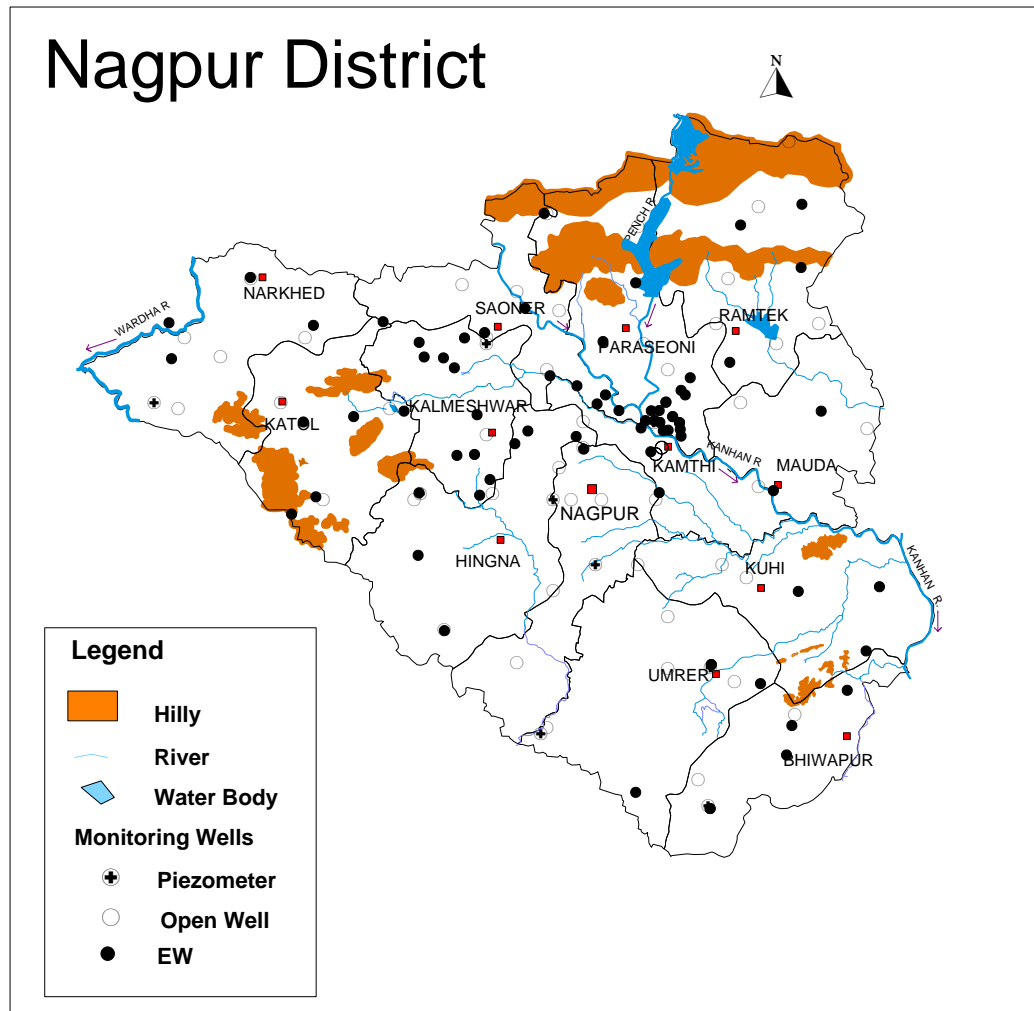 Nagpur District
N
PENCH R
NARKHED
WARDHA R
SAONER
RAMTEK
PARASEONI
KATOL
KALMESHWAR
KAMTHI
KANHAN R
MAUDA
NAGPUR
HINGNA
KUHI
KANHAN R.
UMRER
BHIWAPUR
Legend
Hilly
River
Water Body
Monitoring Wells
Piezometer
Open Well
EW